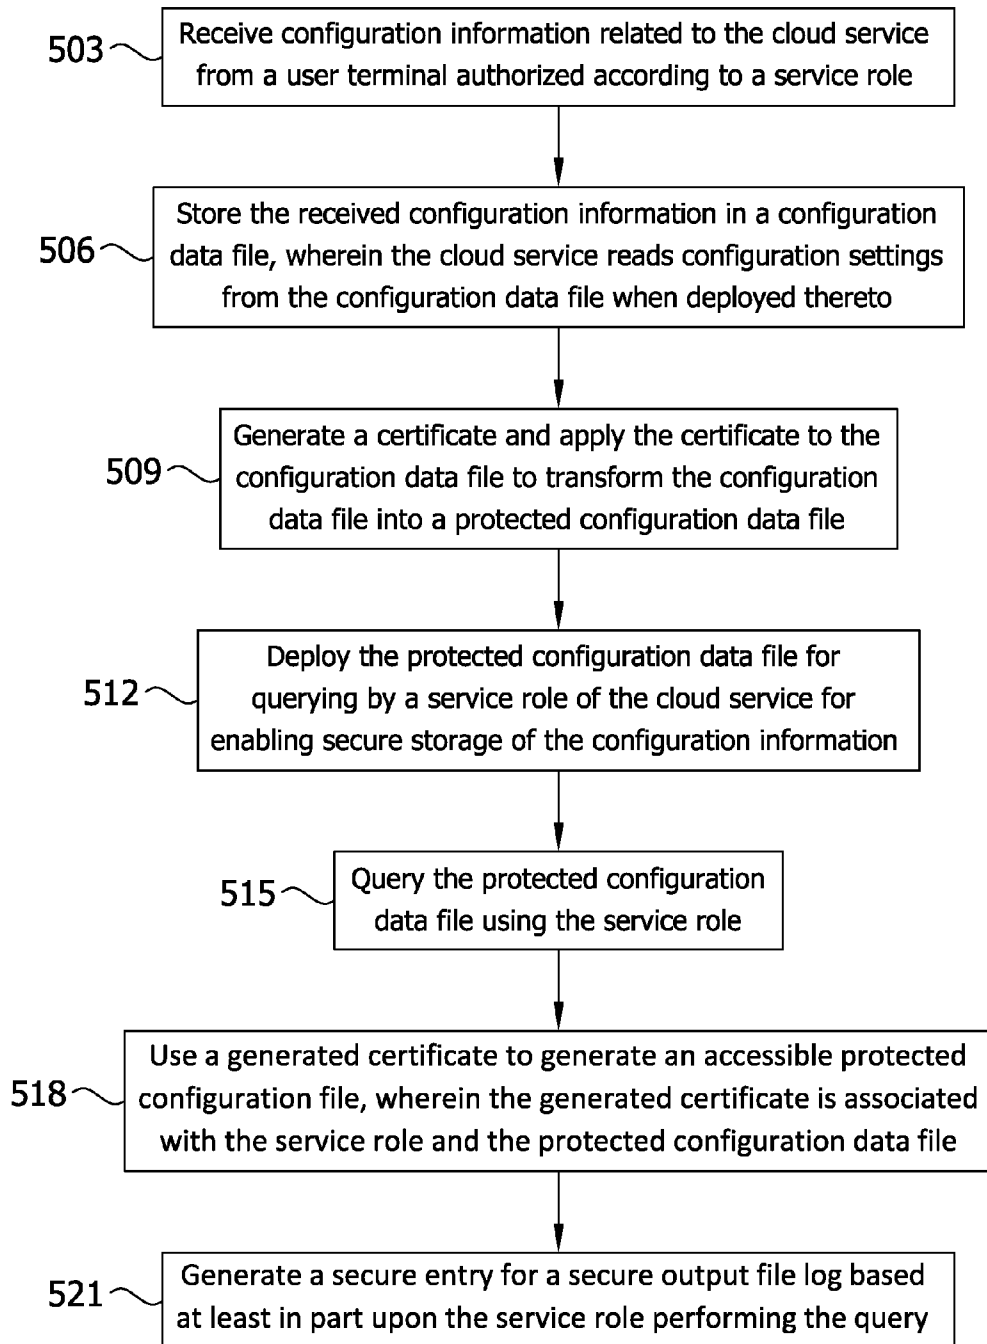 503
Receive configuration information related to the cloud service
from a user terminal authorized according to a service role
506
Store the received configuration information in a configuration
data file, wherein the cloud service reads configuration settings
from the configuration data file when deployed thereto
509
Generate a certificate and apply the certificate to the
configuration data file to transform the configuration
data file into a protected configuration data file
512
Deploy the protected configuration data file for
querying by a service role of the cloud service for
enabling secure storage of the configuration information
515
Query the protected configuration
data file using the service role
518
Use a generated certificate to generate an accessible protected
configuration file, wherein the generated certificate is associated
with the service role and the protected configuration data file
521
Generate a secure entry for a secure output file log based
at least in part upon the service role performing the query